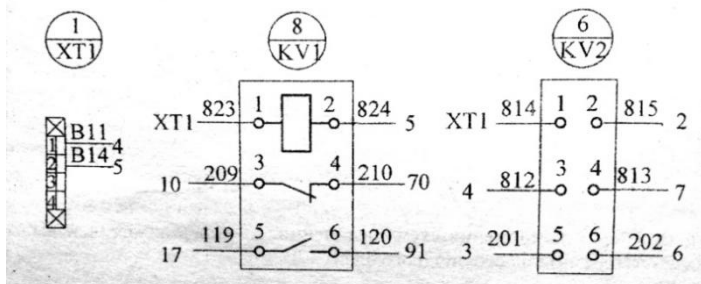 1
XT1
8
KV1
6
KV2
B11
1 4
B14
2 5
3
4
823 1 2 824
XT1 5
209 3 4 210
10 70
119 5 6 120
17 91
814 1 2 815
XT1 2
812 3 4 813
4 7
201 5 6 202
3 6